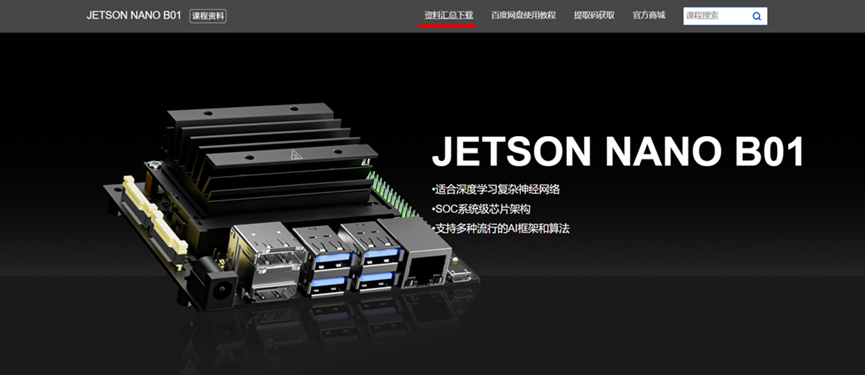 JETSON NANO B01 课程资料 资料汇总下载 百度网盘使用教程 提取码获取 官方商城 课程搜索
JETSON NANO B01
•适合深度学习复杂神经网络
•SOC系统级芯片架构
•支持多种流行的AI框架和算法